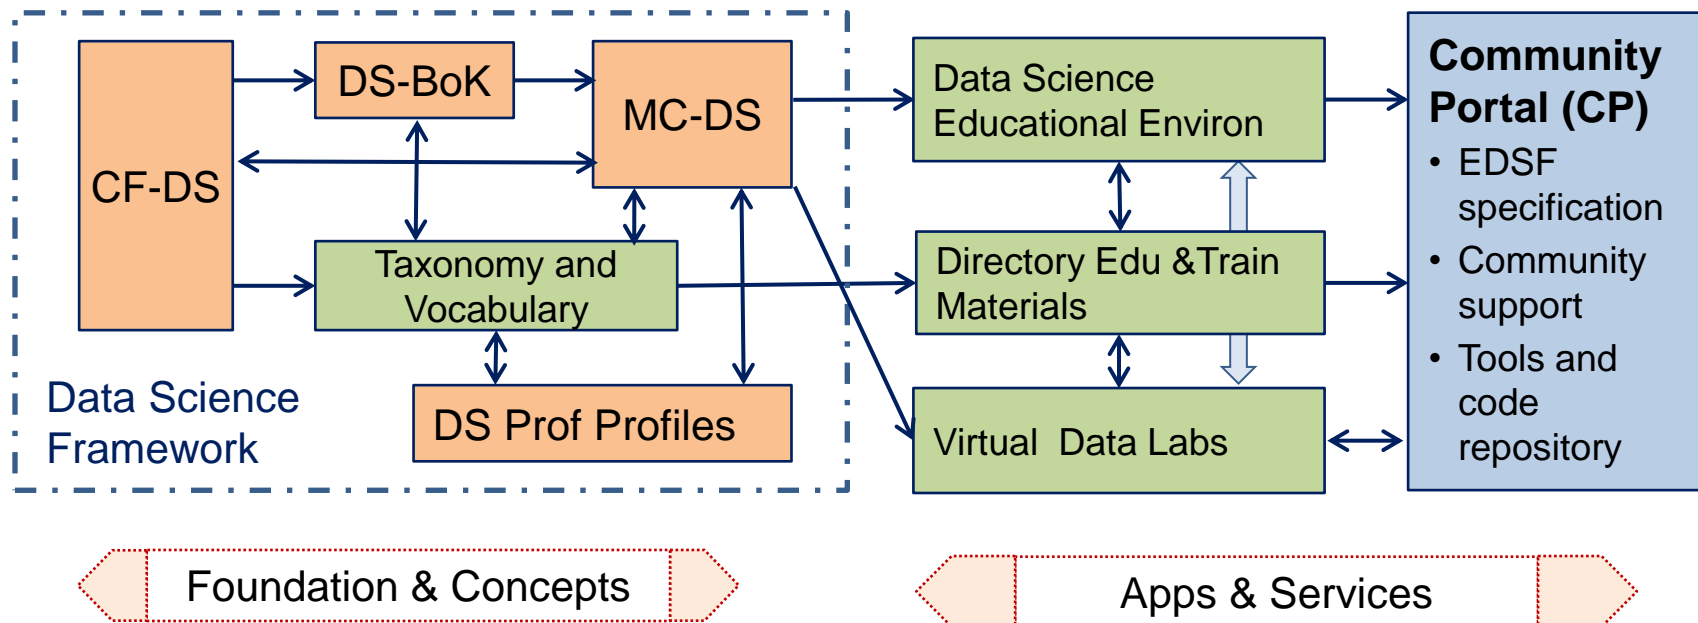 CF-DS
DS-BoK
MC-DS
Taxonomy and
Vocabulary
DS Prof Profiles
Data Science
Framework
Data Science
Educational Environ
Directory Edu &Train
Materials
Virtual Data Labs
Community
Portal (CP)
• EDSF
specification
• Community
support
• Tools and
code
repository
Foundation & Concepts
Apps & Services